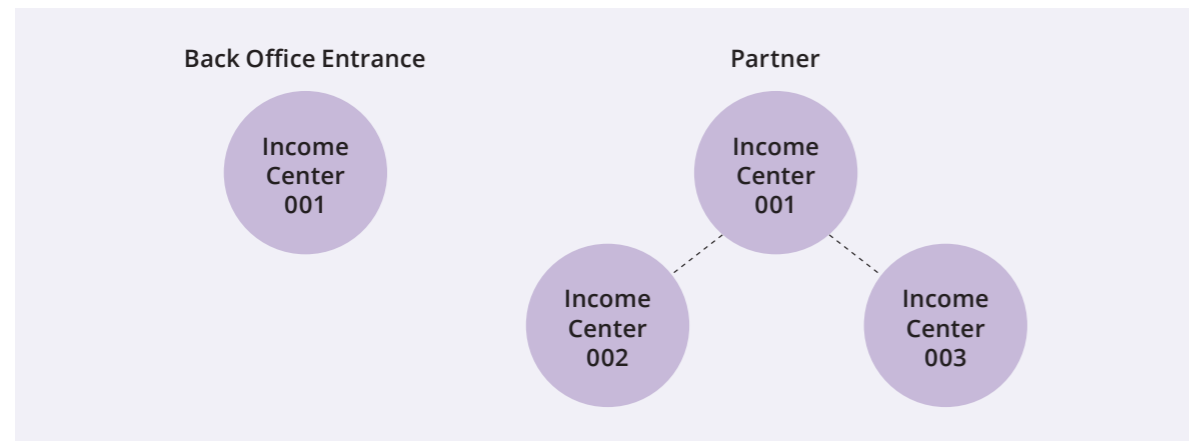 Back Office Entrance
Income
Center
001
Partner
Income
Center
001
Income
Center
002
Income
Center
003